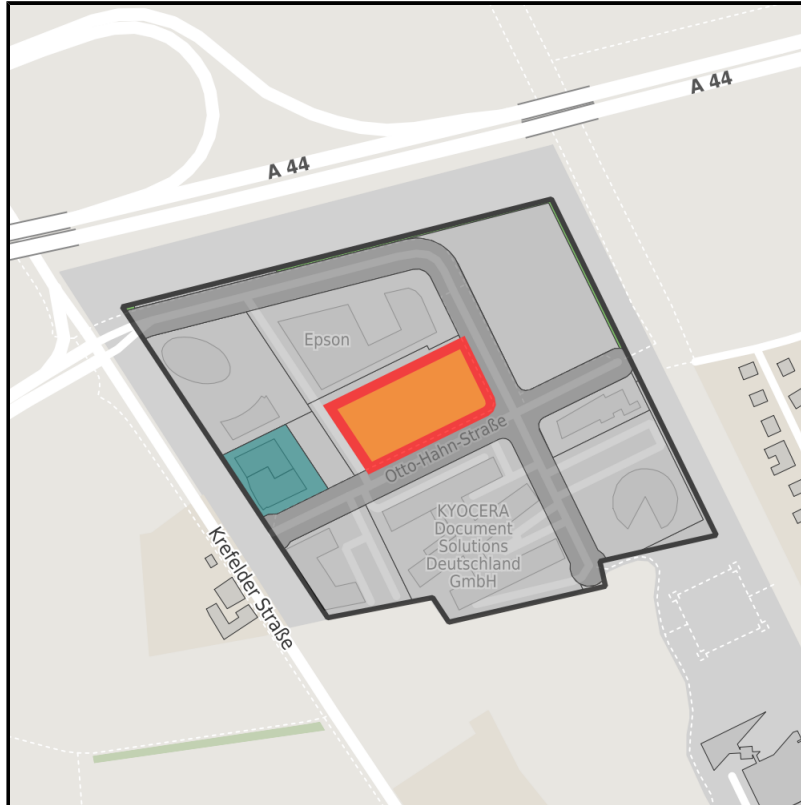 A 44
A 44
Epson
Otto-Hahn-Straße
KYOCERA
Document
Solutions
Deutschland
GmbH
Krefelder Straße